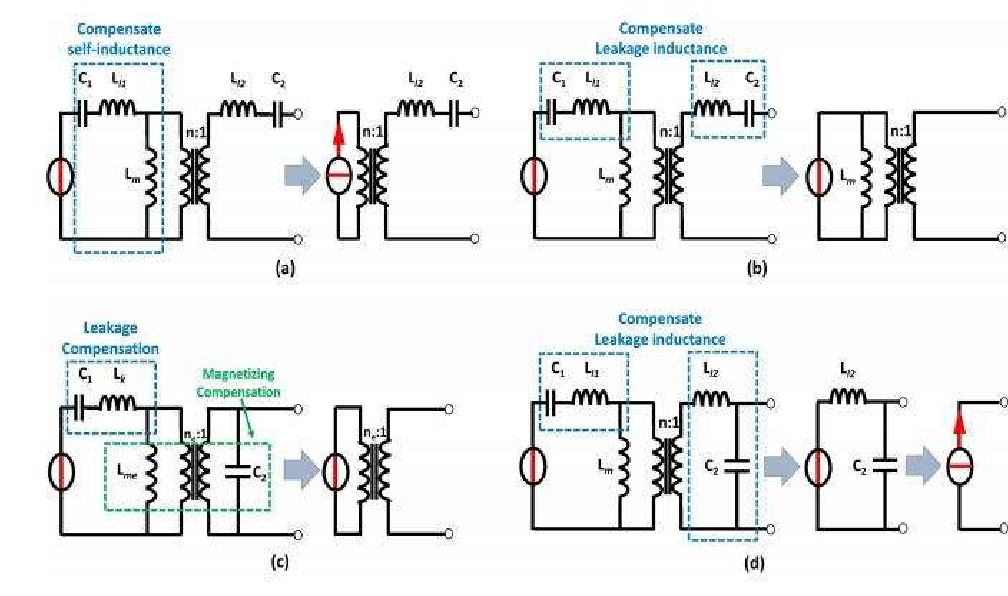 Compensate
self-inductance
C₁ Lₗ₁
Lₗ₂ C₂
Lₗ₂ C₂
n:1
n:1
Lₘ
(a)
Compensate
Leakage inductance
C₁ Lₗ₁
Lₗ₂ C₂
n:1
n:1
Lₘ
Lₘ
(b)
Leakage
Compensation
C₁
Magnetizing
Compensation
nₑ:1
nₑ:1
Lₘₑ
C₂
(c)
Compensate
Leakage inductance
C₁ Lₗ₁
Lₗ₂
Lₗ₂
n:1
Lₘ
C₂
C₂
(d)